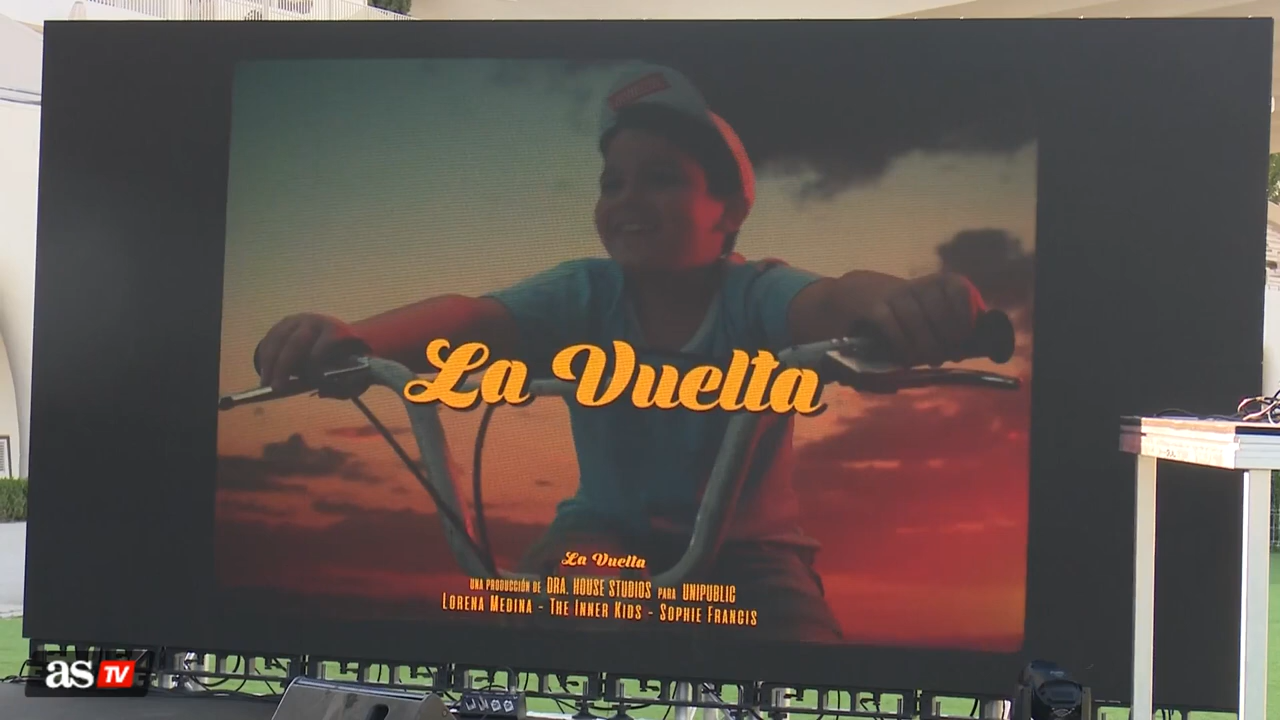 La Vuelta
La Vuelta
UNA PRODUCCIÓN DE DRA. HOUSE STUDIOS PARA UNIPUBLIC
LORENA MEDINA - THE INNER KIDS - SOPHIE FRANCIS
as TV